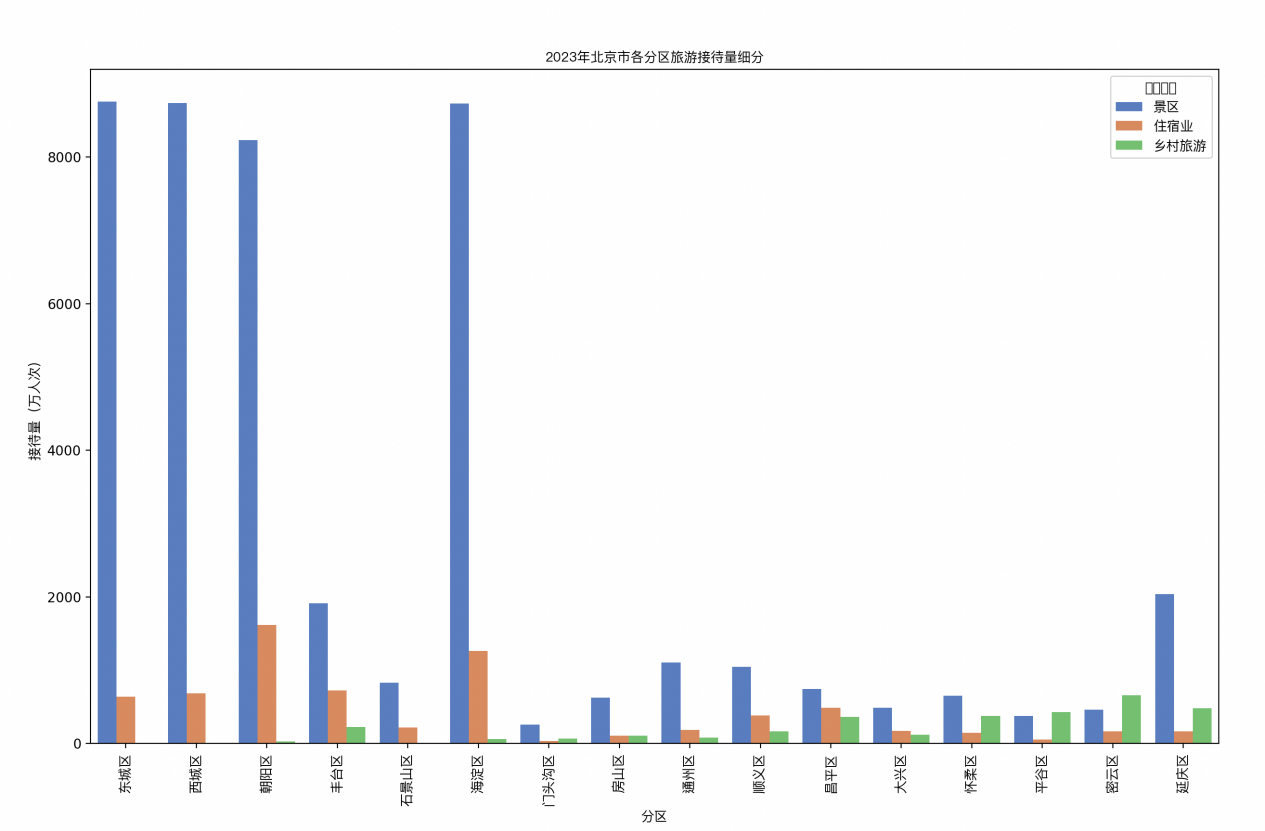 2023年北京市各分区旅游接待量细分
景区
住宿业
乡村旅游
接待量（万人次）
8000
6000
4000
2000
0
东城区
西城区
朝阳区
丰台区
石景山区
海淀区
门头沟区
房山区
通州区
顺义区
昌平区
大兴区
怀柔区
平谷区
密云区
延庆区
分区